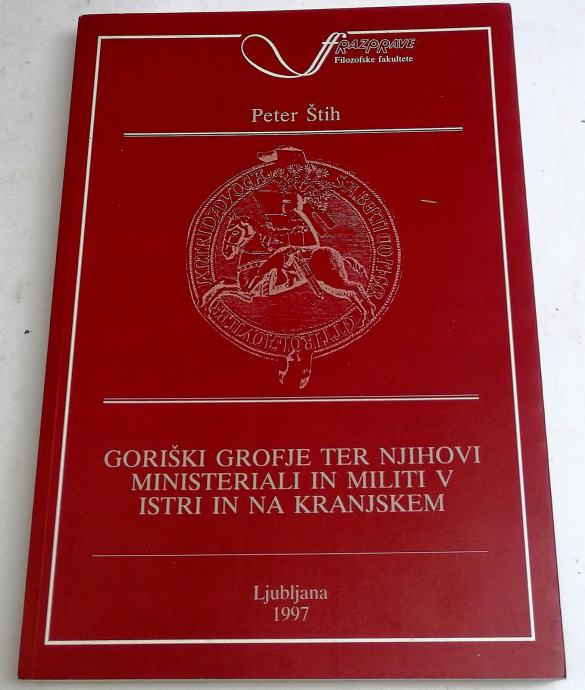 RAZPRAVE
Filozofske fakultete
Peter Štih
GORIŠKI GROFJE TER NJIHOVI
MINISTERIALI IN MILITI V
ISTRI IN NA KRANJSKEM
Ljubljana
1997